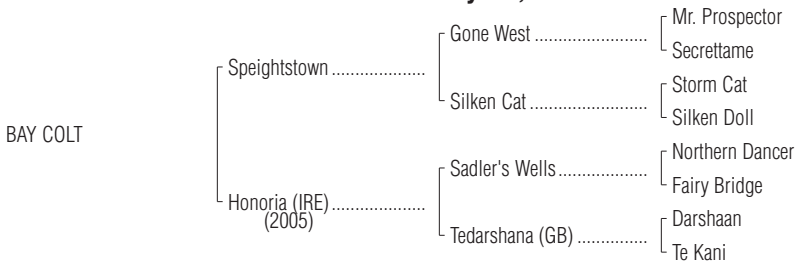 Mr. Prospector
Gone West ........................
Secrettame
Speightstown .....................
Storm Cat
Silken Cat .........................
Silken Doll
BAY COLT
Northern Dancer
Sadler's Wells ...................
Fairy Bridge
Honoria (IRE) .....................
(2005)
Darshaan
Tedarshana (GB) ...............
Te Kani